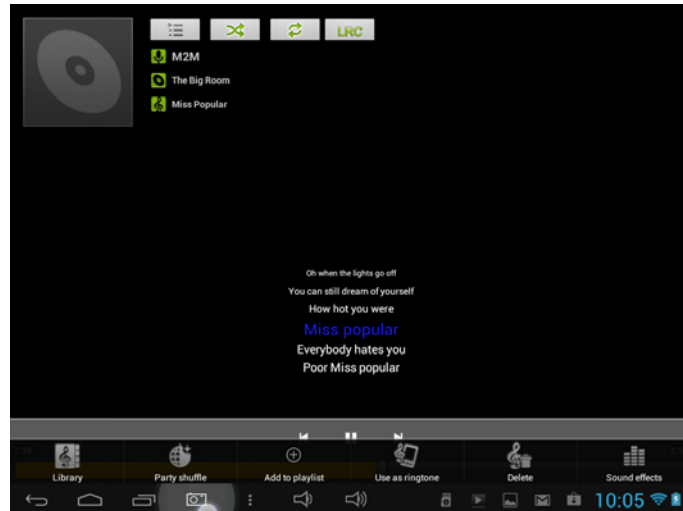 LRC
M2M
The Big Room
Miss Popular
Oh when the lights go off
You can still dream of yourself
How hot you were
Miss popular
Everybody hates you
Poor Miss popular
Library
Party shuffle
Add to playlist
Use as ringtone
Delete
Sound effects
10:05